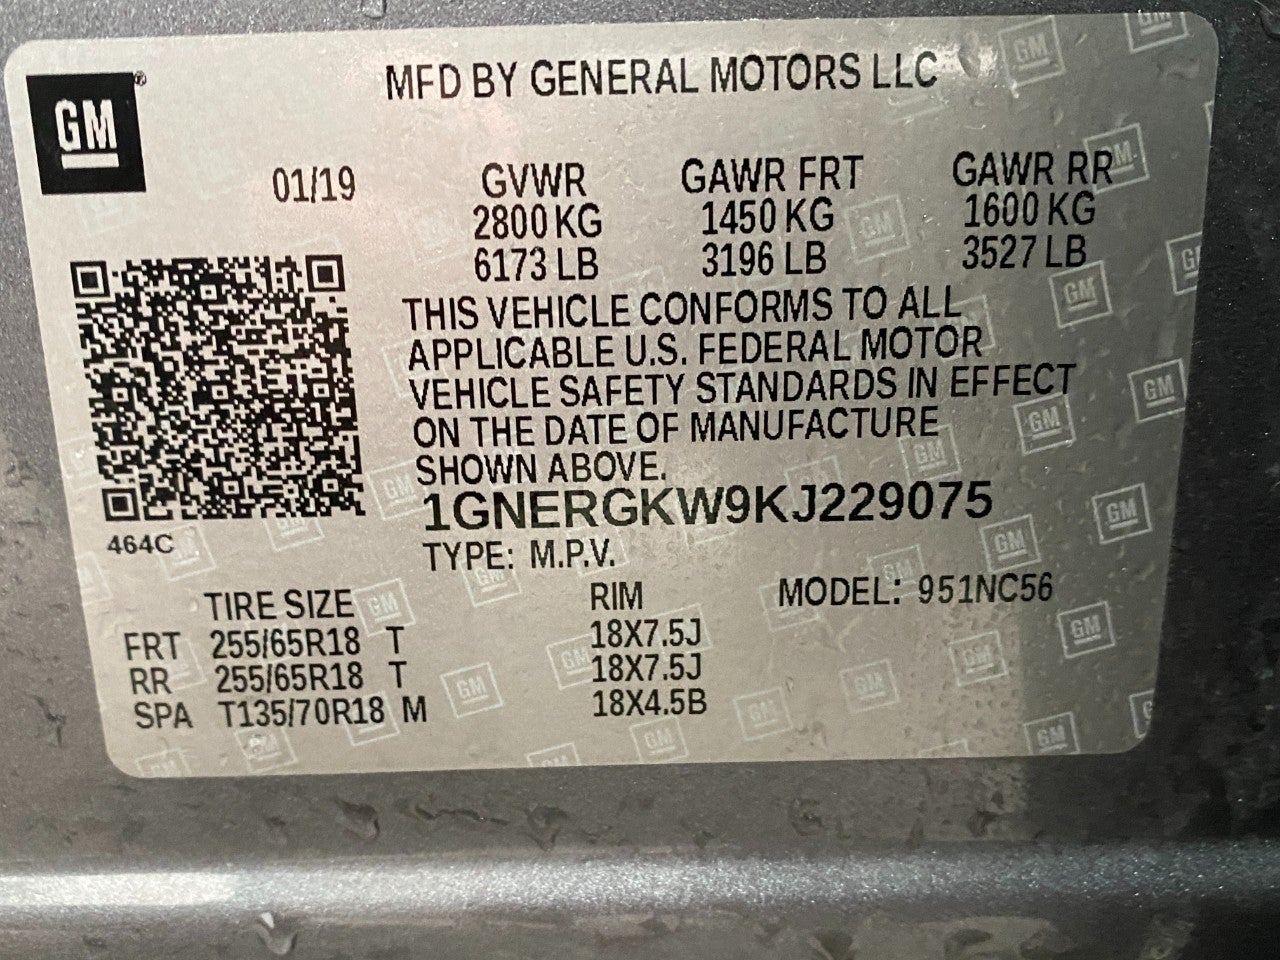 GM
MFD BY GENERAL MOTORS LLC
01/19 GVWR GAWR FRT GAWR RR
2800 KG 1450 KG 1600 KG
6173 LB 3196 LB 3527 LB
THIS VEHICLE CONFORMS TO ALL
APPLICABLE U.S. FEDERAL MOTOR
VEHICLE SAFETY STANDARDS IN EFFECT
ON THE DATE OF MANUFACTURE
SHOWN ABOVE.
1GNERGKW9KJ229075
464C
TYPE: M.P.V.
TIRE SIZE RIM MODEL: 951NC56
FRT 255/65R18 T 18X7.5J
RR 255/65R18 T 18X7.5J
SPA T135/70R18 M 18X4.5B